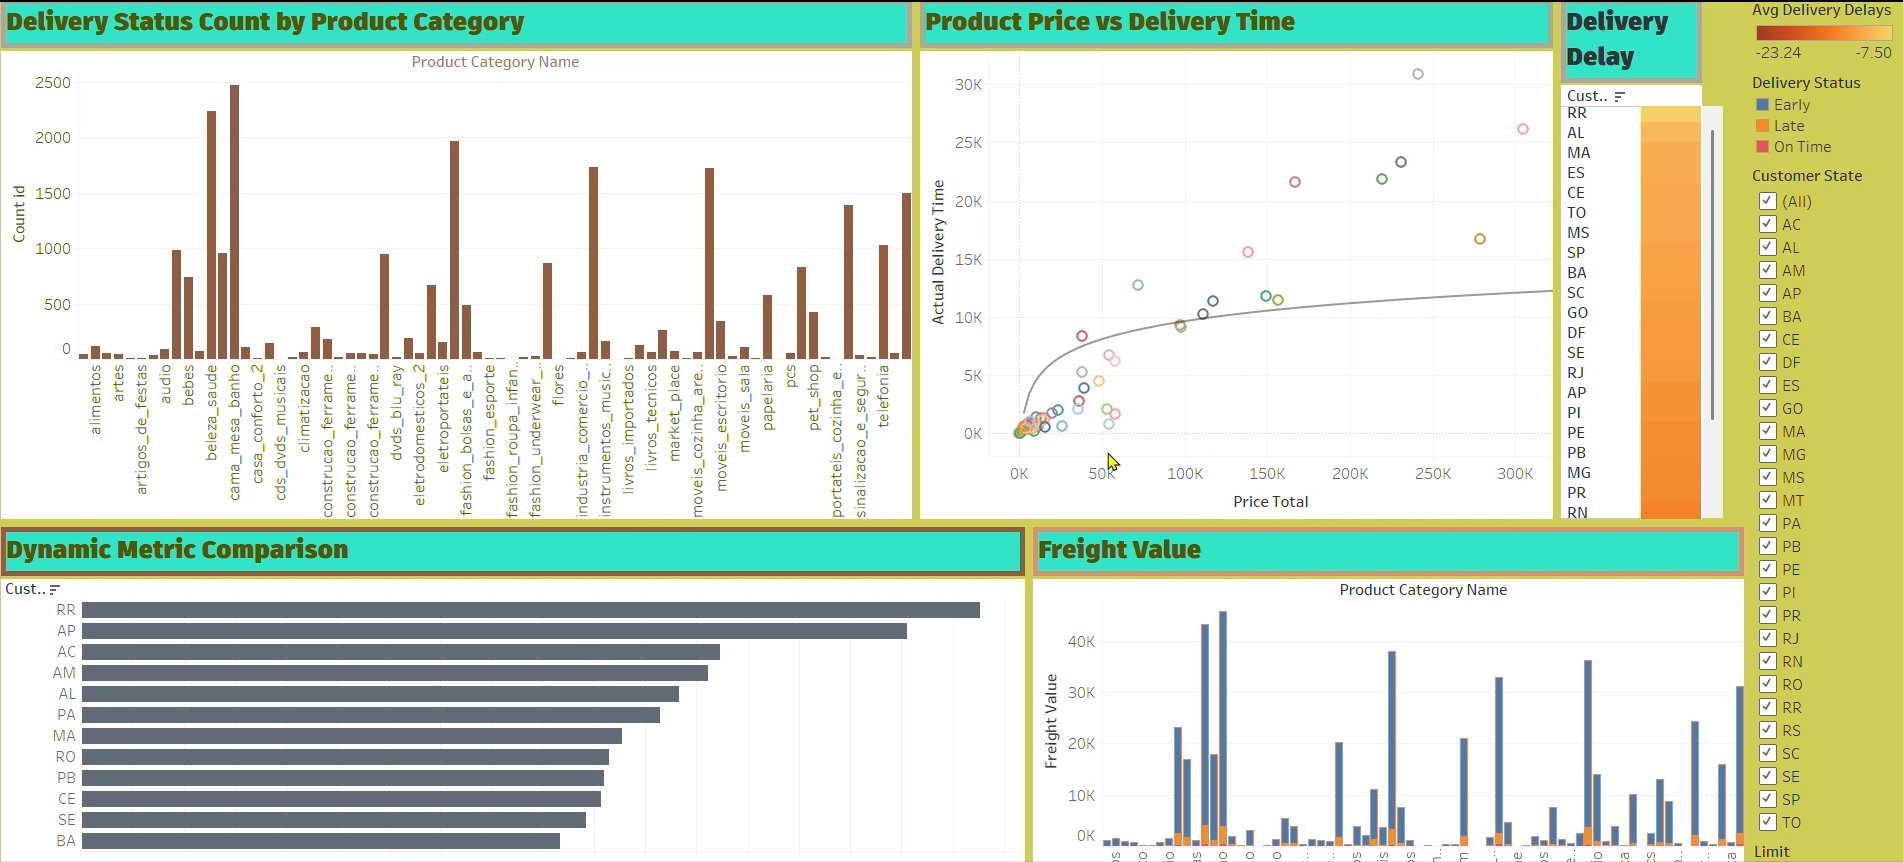 Delivery Status Count by Product Category
Product Category Name
Count id
2500
2000
1500
1000
500
0
alimentos
artes
artigos_de_festas
audio
bebes
beleza_saude
cama_mesa_banho
casa_conforto_2
cds_dvds_musicais
climatizacao
construcao_ferrame..
construcao_ferrame..
construcao_ferrame..
dvds_blu_ray
eletrodomesticos_2
eletroportateis
fashion_bolsas_e_a..
fashion_esporte
fashion_roupa_infan..
fashion_underwear_..
flores
industria_comercio_..
instrumentos_music..
livros_importados
livros_tecnicos
market_place
moveis_cozinha_are..
moveis_escritorio
moveis_sala
papelaria
pcs
pet_shop
portateis_cozinha_e..
sinalizacao_e_segur..
telefonia
Product Price vs Delivery Time
Actual Delivery Time
30K
25K
20K
15K
10K
5K
0K
0K 50K 100K 150K 200K 250K 300K
Price Total
Delivery
Delay
Cust..
RR
AL
MA
ES
CE
TO
MS
SP
BA
SC
GO
DF
SE
RJ
AP
PI
PE
PB
MG
PR
RN
Avg Delivery Delays
-23.24 -7.50
Delivery Status
Early
Late
On Time
Customer State
(All)
AC
AL
AM
AP
BA
CE
DF
ES
GO
MA
MG
MS
MT
PA
PB
PE
PI
PR
RJ
RN
RO
RR
RS
SC
SE
SP
TO
Limit
Dynamic Metric Comparison
Cust..
RR
AP
AC
AM
AL
PA
MA
RO
PB
CE
SE
BA
Freight Value
Product Category Name
Freight Value
40K
30K
20K
10K
0K